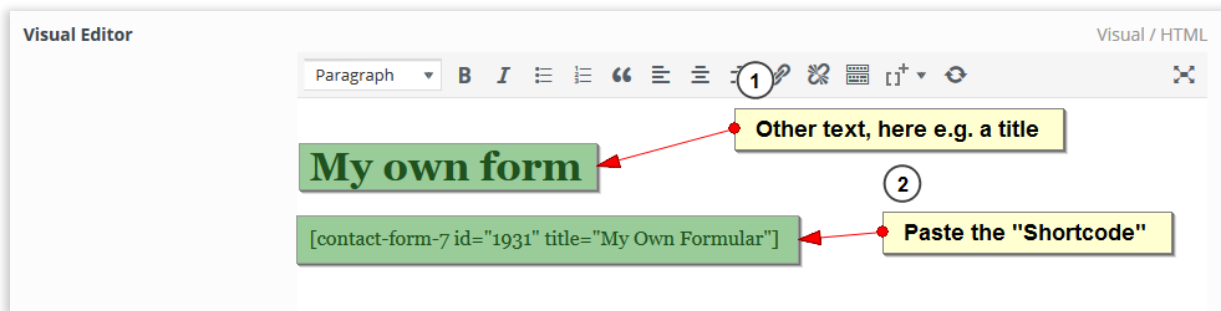 Visual Editor
Visual / HTML
Paragraph
1
Other text, here e.g. a title
My own form
2
[contact-form-7 id="1931" title="My Own Formular"]
Paste the "Shortcode"